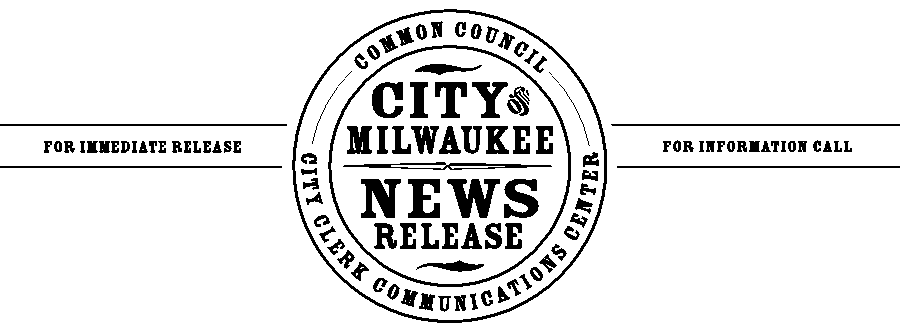 COMMON COUNCIL
CITY OF
MILWAUKEE
FOR IMMEDIATE RELEASE
FOR INFORMATION CALL
NEWS
RELEASE
CITY CLERK COMMUNICATIONS CENTER